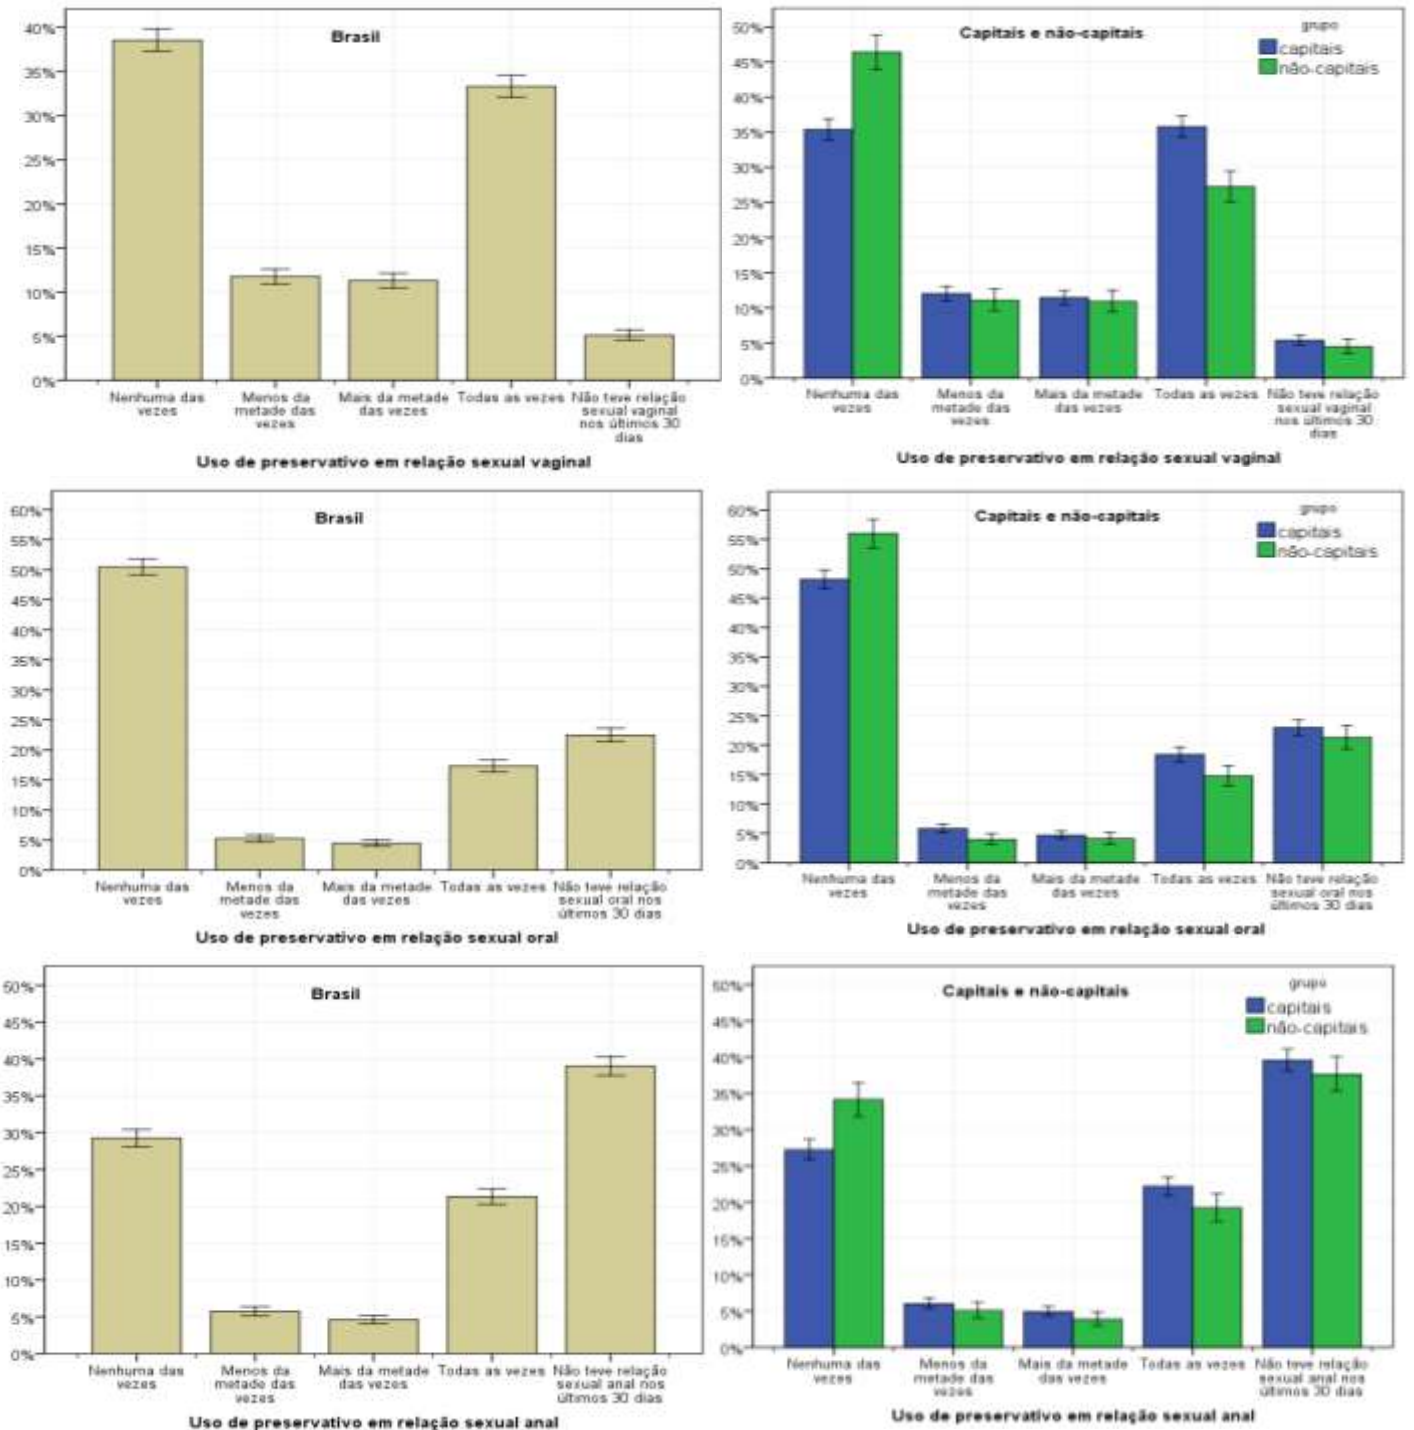 Brasil
40%
35%
30%
25%
20%
15%
10%
5%
0%
Nenhuma das Menos da Mais da metade Todas as vezes Não teve relação
vezes metade das das vezes sexual vaginal
vezes nos últimos 30
dias
Uso de preservativo em relação sexual vaginal
Capitais e não-capitais
grupo
capitais
não-capitais
50%
45%
40%
35%
30%
25%
20%
15%
10%
5%
0%
Nenhuma das Menos da Mais da metade Todas as vezes Não teve relação
vezes metade das das vezes sexual vaginal
vezes nos últimos 30
dias
Uso de preservativo em relação sexual vaginal
Brasil
60%
55%
50%
45%
40%
35%
30%
25%
20%
15%
10%
5%
0%
Nenhuma das Menos da Mais da metade Todas as vezes Não teve relação
vezes metade das das vezes sexual oral nos
vezes últimos 30 dias
Uso de preservativo em relação sexual oral
Capitais e não-capitais
grupo
capitais
não-capitais
60%
55%
50%
45%
40%
35%
30%
25%
20%
15%
10%
5%
0%
Nenhuma das Menos da Mais da metade Todas as vezes Não teve relação
vezes metade das das vezes sexual oral nos
vezes últimos 30 dias
Uso de preservativo em relação sexual oral
Brasil
50%
45%
40%
35%
30%
25%
20%
15%
10%
5%
0%
Nenhuma das Menos da Mais da metade Todas as vezes Não teve relação
vezes metade das das vezes sexual anal nos
vezes últimos 30 dias
Uso de preservativo em relação sexual anal
Capitais e não-capitais
grupo
capitais
não-capitais
50%
45%
40%
35%
30%
25%
20%
15%
10%
5%
0%
Nenhuma das Menos da Mais da metade Todas as vezes Não teve relação
vezes metade das das vezes sexual anal nos
vezes últimos 30 dias
Uso de preservativo em relação sexual anal